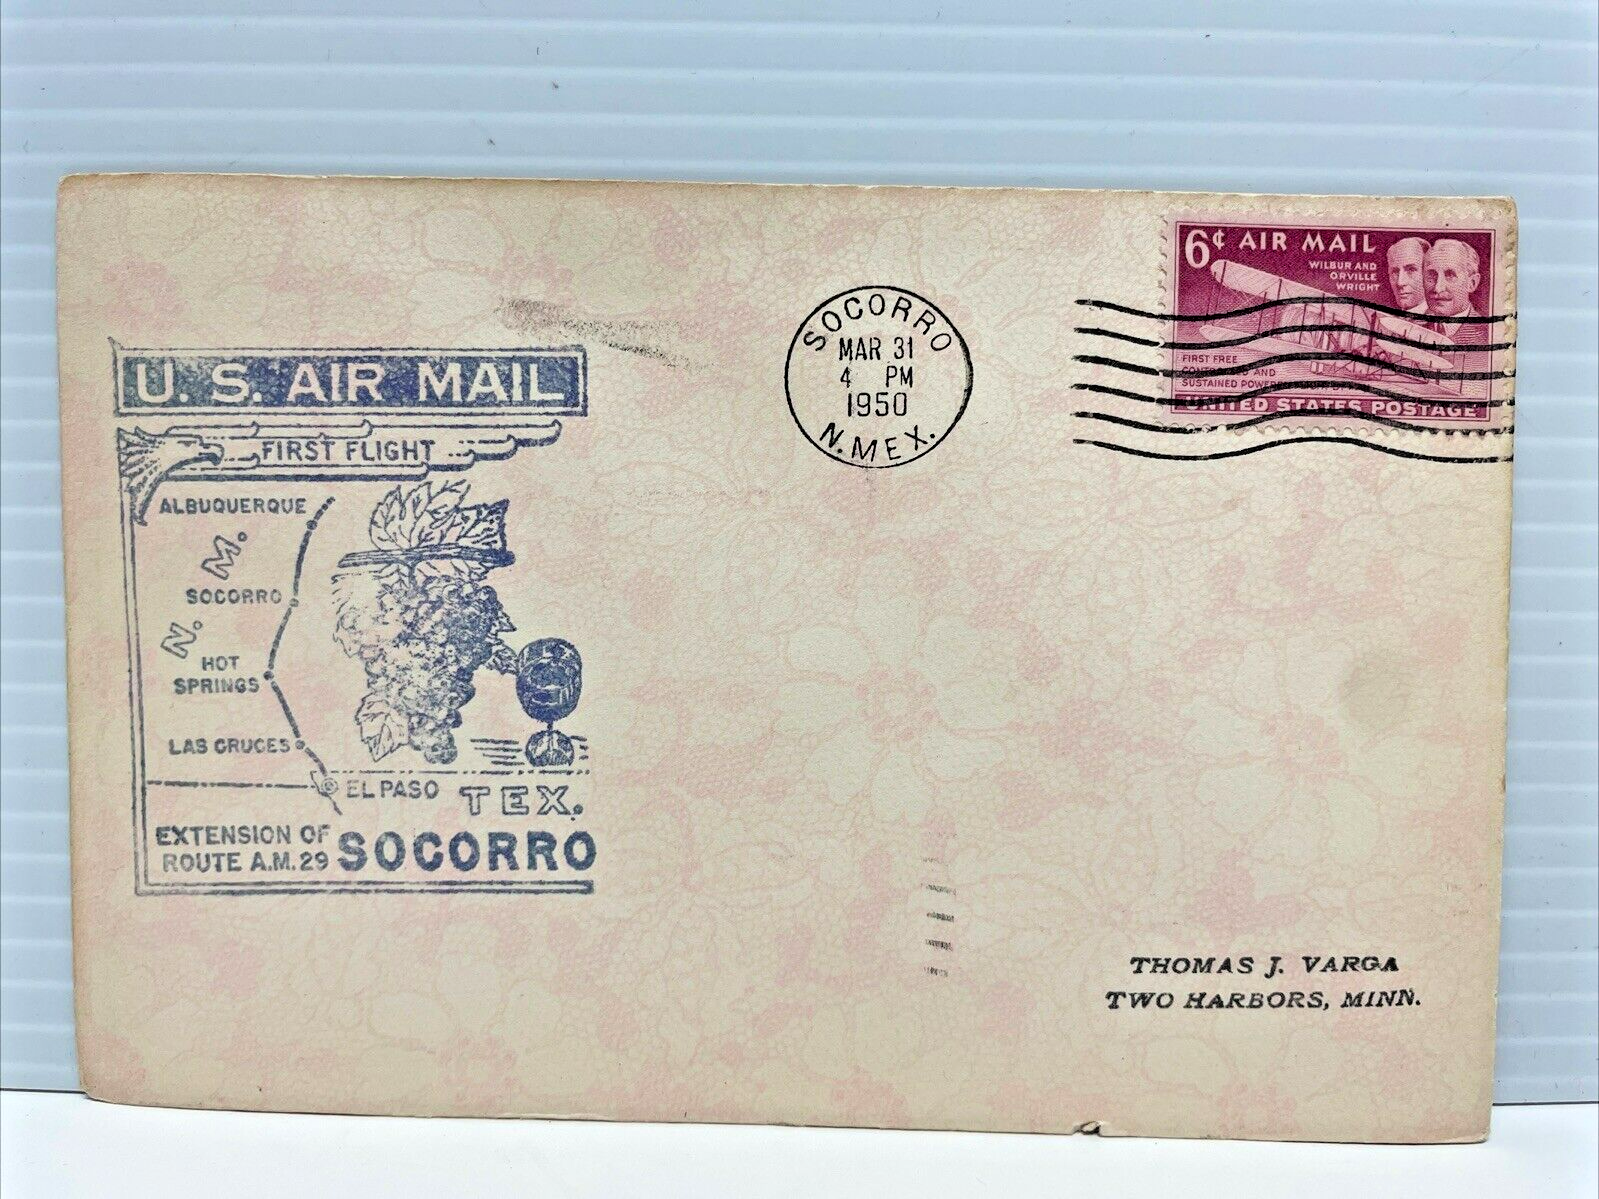 U. S. AIR MAIL
FIRST FLIGHT
ALBUQUERQUE
N. M.
SOCORRO
HOT
SPRINGS
LAS CRUCES
EL PASO
TEX.
EXTENSION OF
ROUTE A.M. 29
SOCORRO
SOCORRO
MAR 31
4 PM
1950
N. MEX.
6¢ AIR MAIL
WILBUR AND
ORVILLE
WRIGHT
FIRST FREE
AND
SUSTAINED
UNITED STATES POSTAGE
THOMAS J. VARGA
TWO HARBORS, MINN.